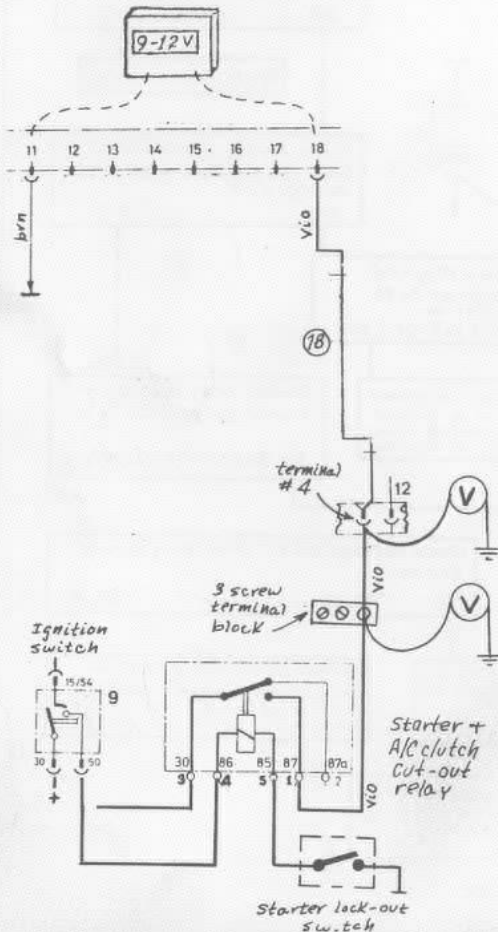 9-12V
11 12 13 14 15 16 17 18
brn
Vio
18
terminal
#4
12
V
Vio
3 screw
terminal
block
V
Ignition
switch
15/54
9
30 50
+
30 86 85 87 87a
3 4 5 1 2
Starter +
A/C clutch
Cut-out
relay
Vio
Starter lock-out
sw.tch